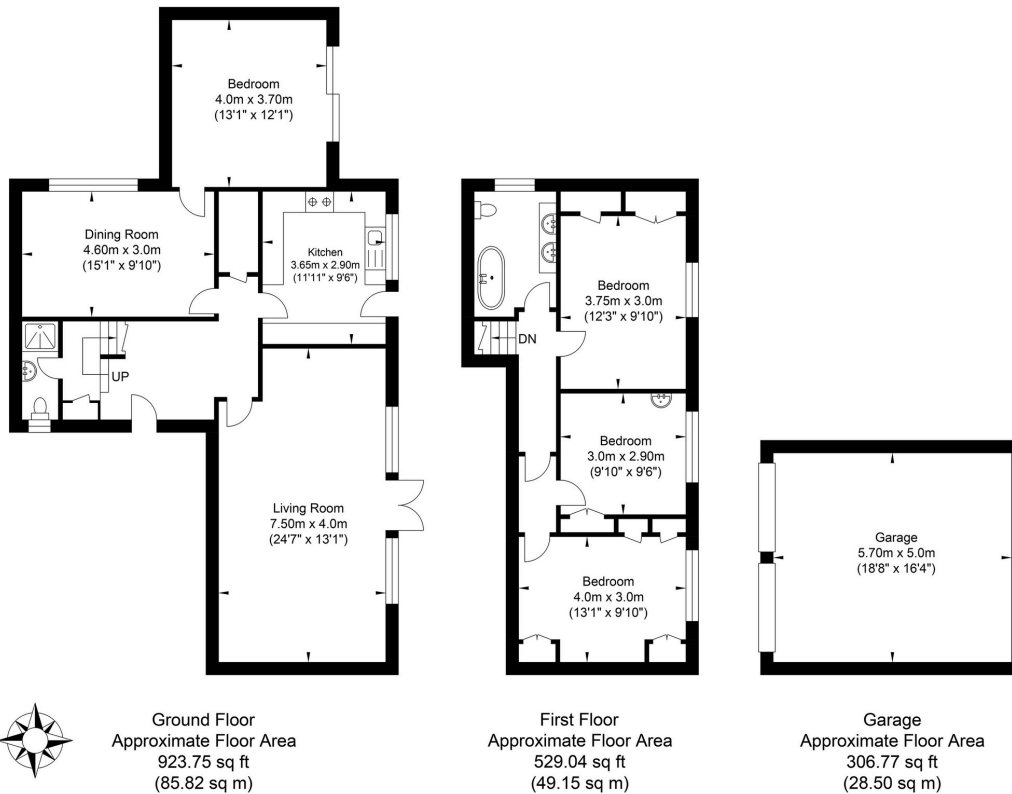 Bedroom
4.0m x 3.70m
(13'1" x 12'1")
Dining Room
4.60m x 3.0m
(15'1" x 9'10")
Kitchen
3.65m x 2.90m
(11'11" x 9'6")
UP
Living Room
7.50m x 4.0m
(24'7" x 13'1")
Ground Floor
Approximate Floor Area
923.75 sq ft
(85.82 sq m)
Bedroom
3.75m x 3.0m
(12'3" x 9'10")
DN
Bedroom
3.0m x 2.90m
(9'10" x 9'6")
Bedroom
4.0m x 3.0m
(13'1" x 9'10")
First Floor
Approximate Floor Area
529.04 sq ft
(49.15 sq m)
Garage
5.70m x 5.0m
(18'8" x 16'4")
Garage
Approximate Floor Area
306.77 sq ft
(28.50 sq m)